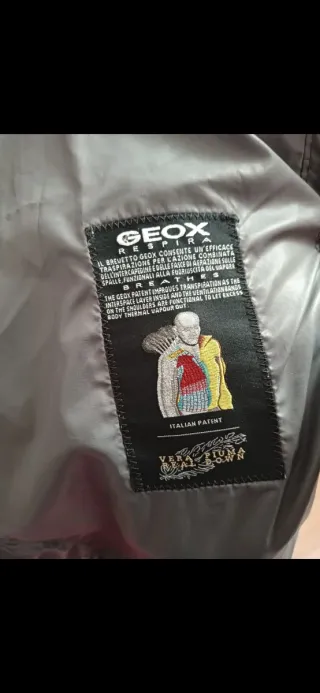 GEOX
RESPIRA
IL BREVETTO GEOX CONSENTE UN'EFFICACE
TRASPIRAZIONE PER L'AZIONE COMBINATA
DELL'INTERCAPEDINE E DELLE FASCE DI AERAZIONE SULLE
SPALLE, FUNZIONALI ALLA FUORIUSCITA DEL VAPORE
BREATHES
THE GEOX PATENT IMPROVES TRANSPIRATION AS THE
INTERSPACE LAYER INSIDE AND THE VENTILATION BANDS
ON THE SHOULDERS ARE FUNCTIONAL TO LET EXCESS
BODY THERMAL VAPOUR OUT
ITALIAN PATENT
VERA PIUMA
REAL DOWN